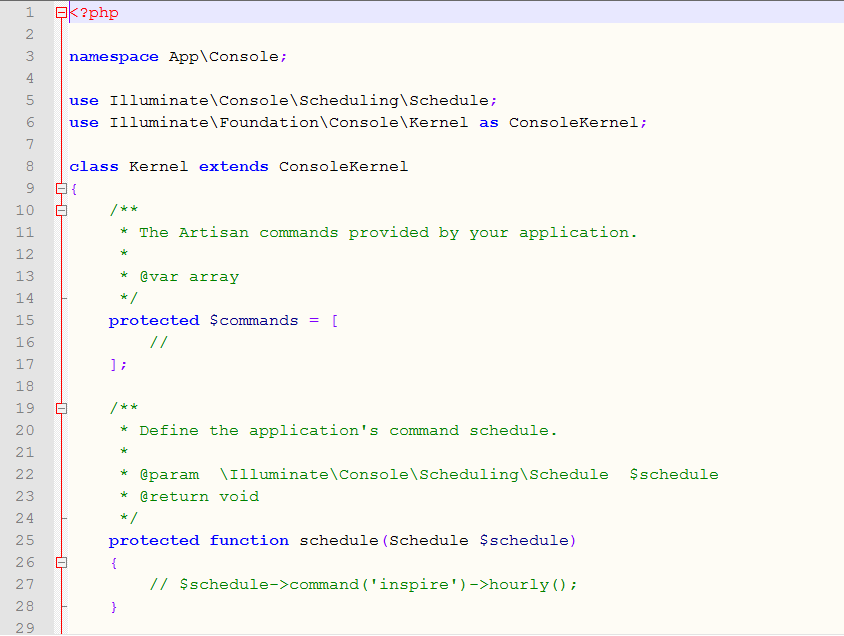 1 <?php
2
3 namespace App\Console;
4
5 use Illuminate\Console\Scheduling\Schedule;
6 use Illuminate\Foundation\Console\Kernel as ConsoleKernel;
7
8 class Kernel extends ConsoleKernel
9 {
10     /**
11      * The Artisan commands provided by your application.
12      *
13      * @var array
14      */
15     protected $commands = [
16         //
17     ];
18
19     /**
20      * Define the application's command schedule.
21      *
22      * @param  \Illuminate\Console\Scheduling\Schedule  $schedule
23      * @return void
24      */
25     protected function schedule(Schedule $schedule)
26     {
27         // $schedule->command('inspire')->hourly();
28     }
29